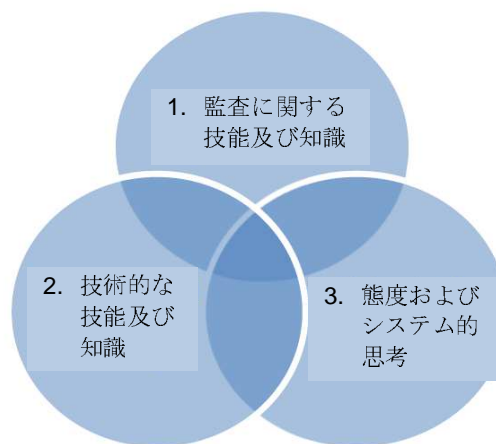 1. 監査に関する
技能及び知識
2. 技術的な
技能及び
知識
3. 態度および
システム的
思考